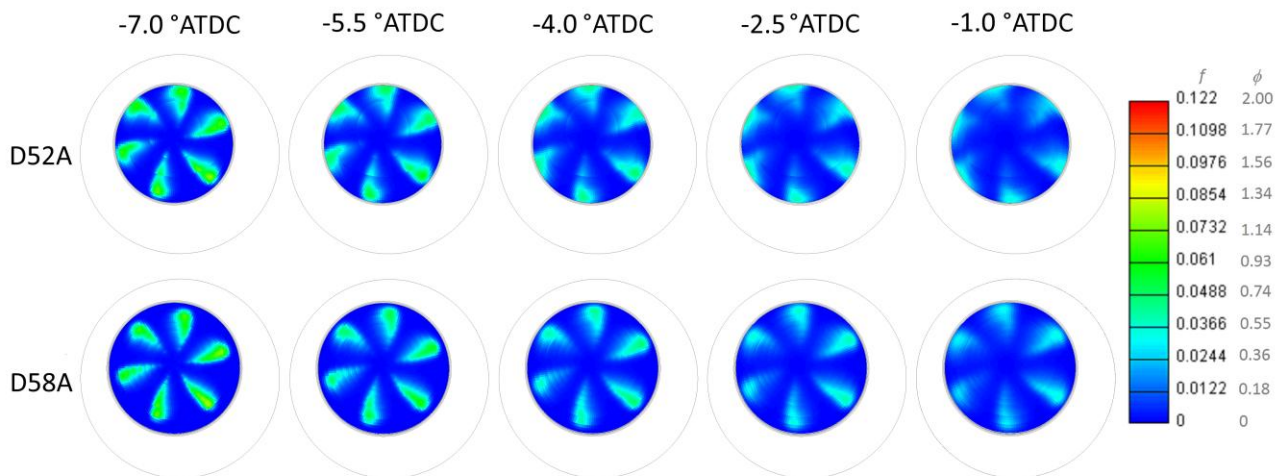 -7.0 °ATDC -5.5 °ATDC -4.0 °ATDC -2.5 °ATDC -1.0 °ATDC
D52A
D58A
f ϕ
0.122 2.00
0.1098 1.77
0.0976 1.56
0.0854 1.34
0.0732 1.14
0.061 0.93
0.0488 0.74
0.0366 0.55
0.0244 0.36
0.0122 0.18
0 0